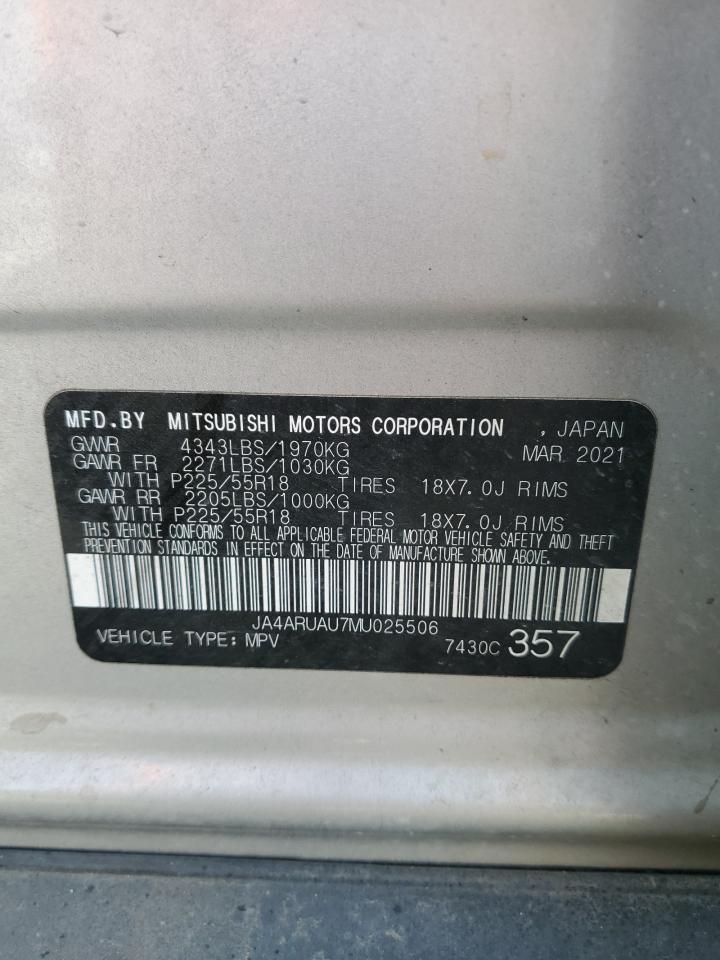 MFD.BY MITSUBISHI MOTORS CORPORATION , JAPAN
GVWR 4343LBS/1970KG MAR 2021
GAWR FR 2271LBS/1030KG
WITH P225/55R18 TIRES 18X7.0J RIMS
GAWR RR 2205LBS/1000KG
WITH P225/55R18 TIRES 18X7.0J RIMS
THIS VEHICLE CONFORMS TO ALL APPLICABLE FEDERAL MOTOR VEHICLE SAFETY AND THEFT
PREVENTION STANDARDS IN EFFECT ON THE DATE OF MANUFACTURE SHOWN ABOVE.
JA4ARUAU7MU025506
VEHICLE TYPE: MPV 7430C 357